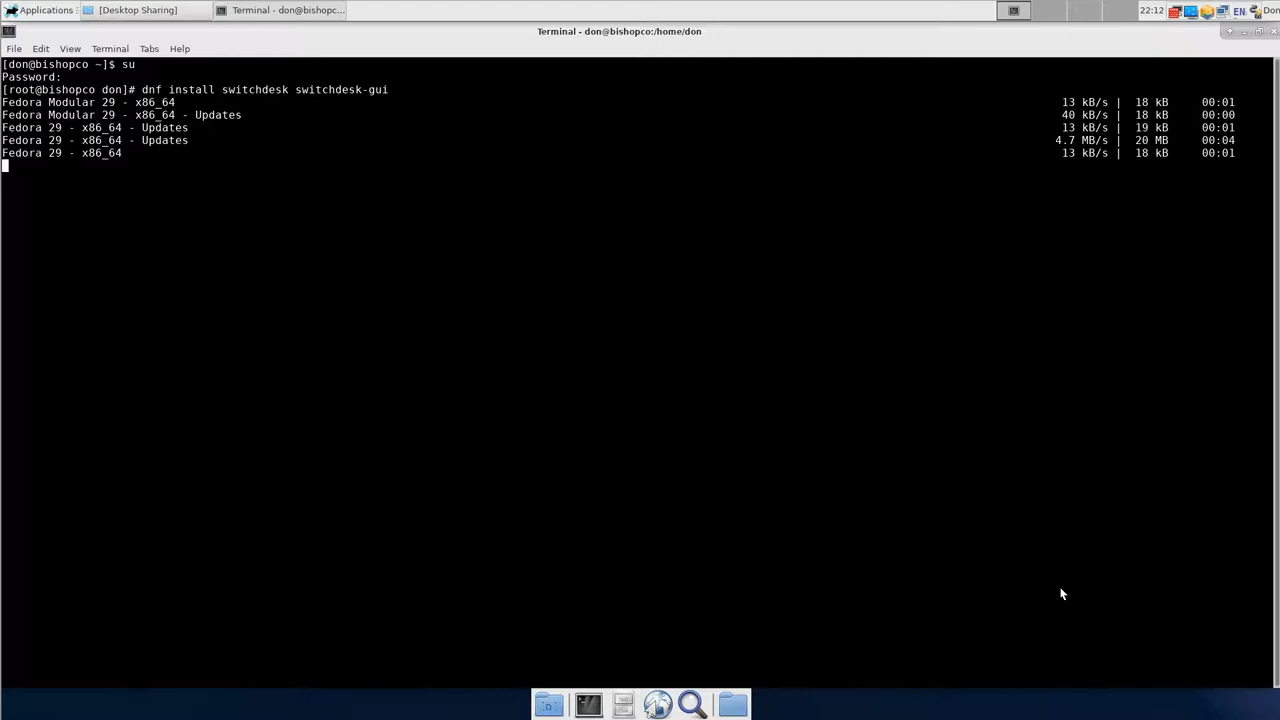 Applications
[Desktop Sharing]
Terminal - don@bishopc...
22:12
EN
Don
Terminal - don@bishopco:/home/don
File Edit View Terminal Tabs Help
[don@bishopco ~]$ su
Password:
[root@bishopco don]# dnf install switchdesk switchdesk-gui
Fedora Modular 29 - x86_64 13 kB/s | 18 kB 00:01
Fedora Modular 29 - x86_64 - Updates 40 kB/s | 18 kB 00:00
Fedora 29 - x86_64 - Updates 13 kB/s | 19 kB 00:01
Fedora 29 - x86_64 - Updates 4.7 MB/s | 20 MB 00:04
Fedora 29 - x86_64 13 kB/s | 18 kB 00:01